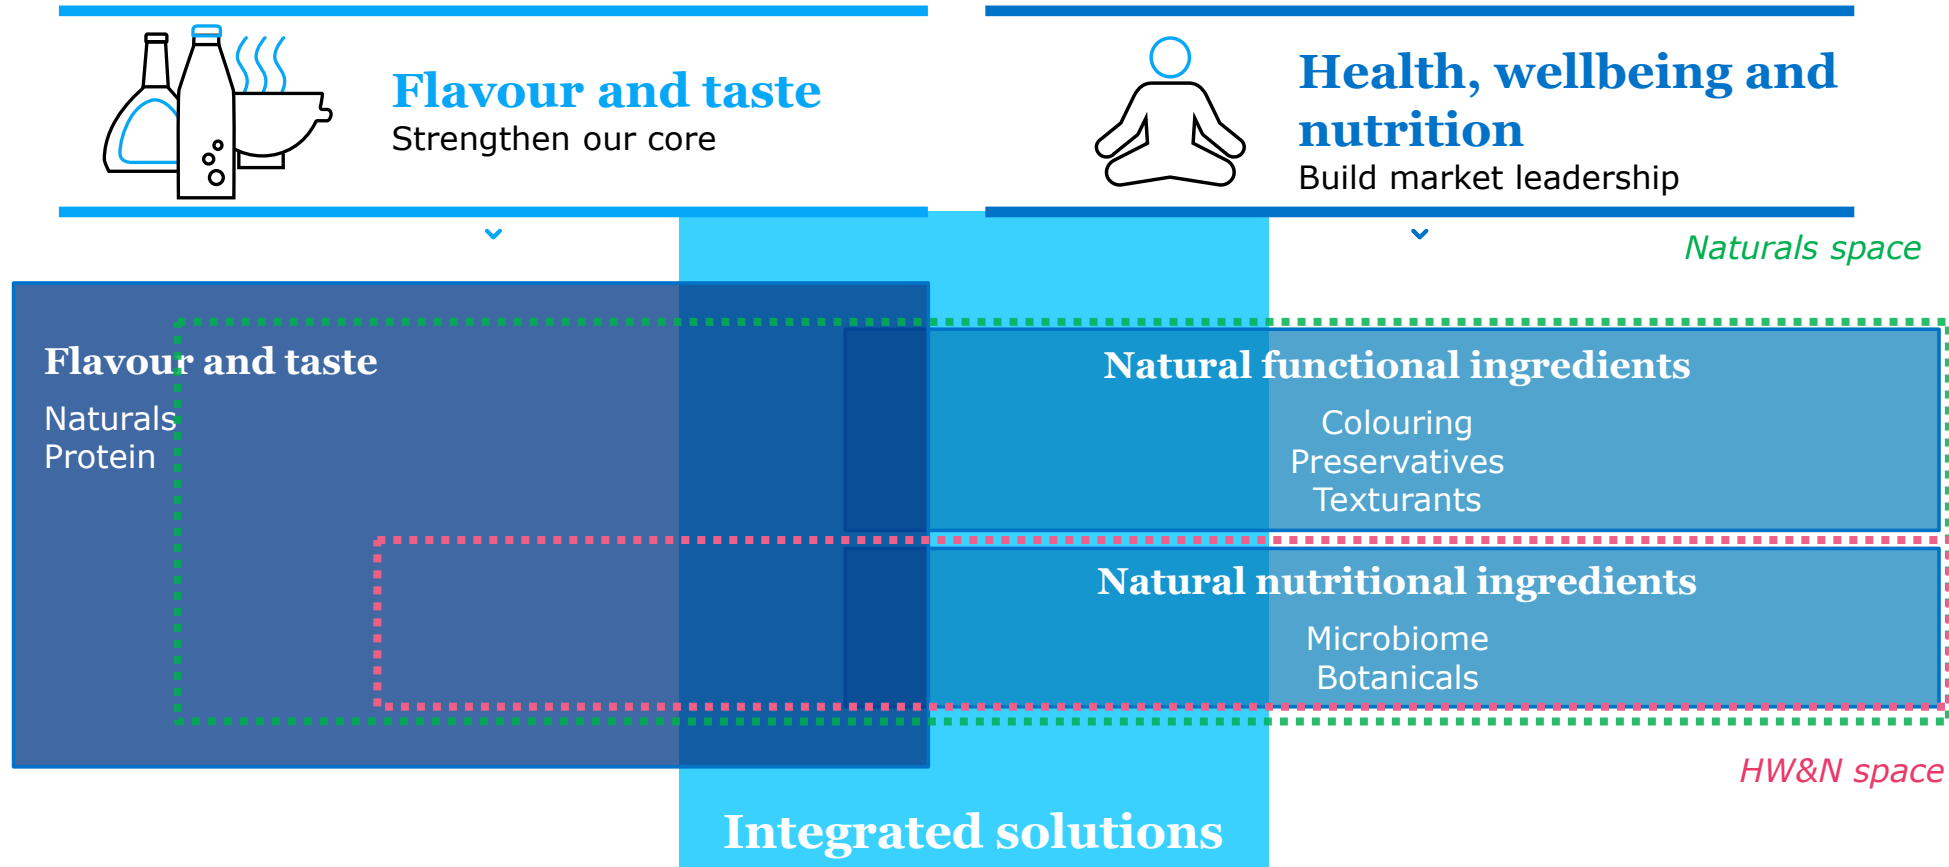 Flavour and taste
Strengthen our core
Health, wellbeing and
nutrition
Build market leadership
Naturals space
Flavour and taste
Naturals
Protein
Natural functional ingredients
Colouring
Preservatives
Texturants
Natural nutritional ingredients
Microbiome
Botanicals
HW&N space
Integrated solutions